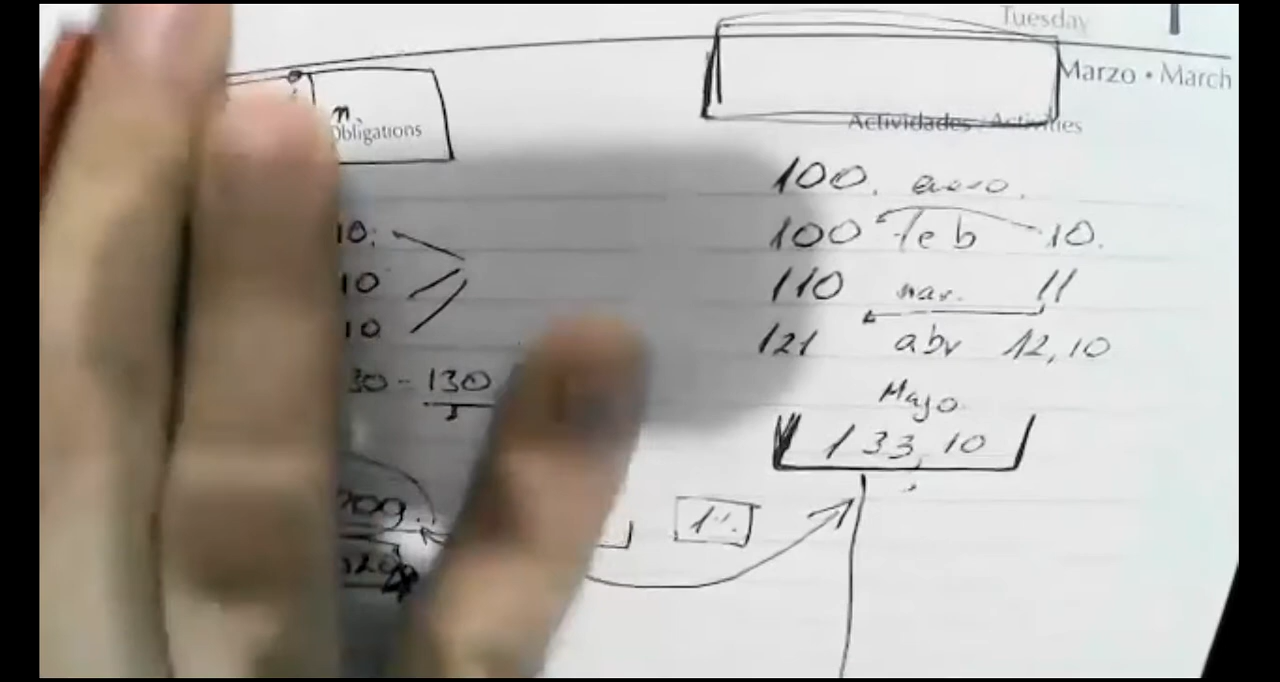 Tuesday
Marzo • March
Actividades / Activities
n.
Obligations
100. enero.
100 feb 10.
10.
110 mar. 11
10
121 abr 12,10
10
Mayo
30 - 130
133,10
1%